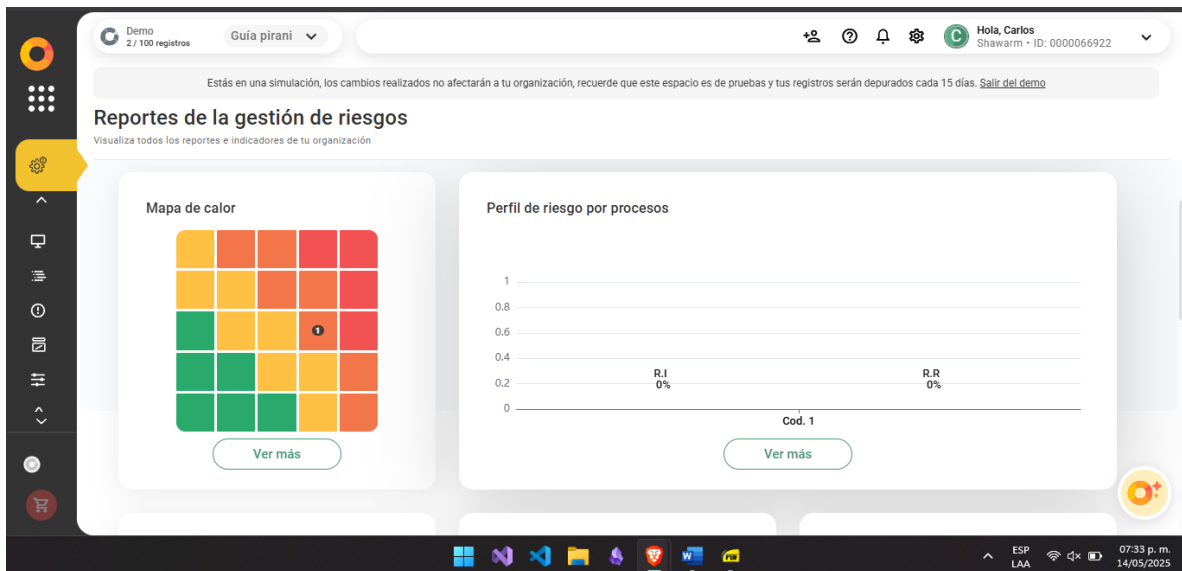 Demo
2 / 100 registros
Guía pirani
C
Hola, Carlos
Shawarm • ID: 0000066922
Estás en una simulación, los cambios realizados no afectarán a tu organización, recuerde que este espacio es de pruebas y tus registros serán depurados cada 15 días. Salir del demo
Reportes de la gestión de riesgos
Visualiza todos los reportes e indicadores de tu organización
Mapa de calor
1
Ver más
Perfil de riesgo por procesos
1
0.8
0.6
0.4
0.2
0
R.I
0%
R.R
0%
Cod. 1
Ver más
W
ESP
LAA
07:33 p. m.
14/05/2025